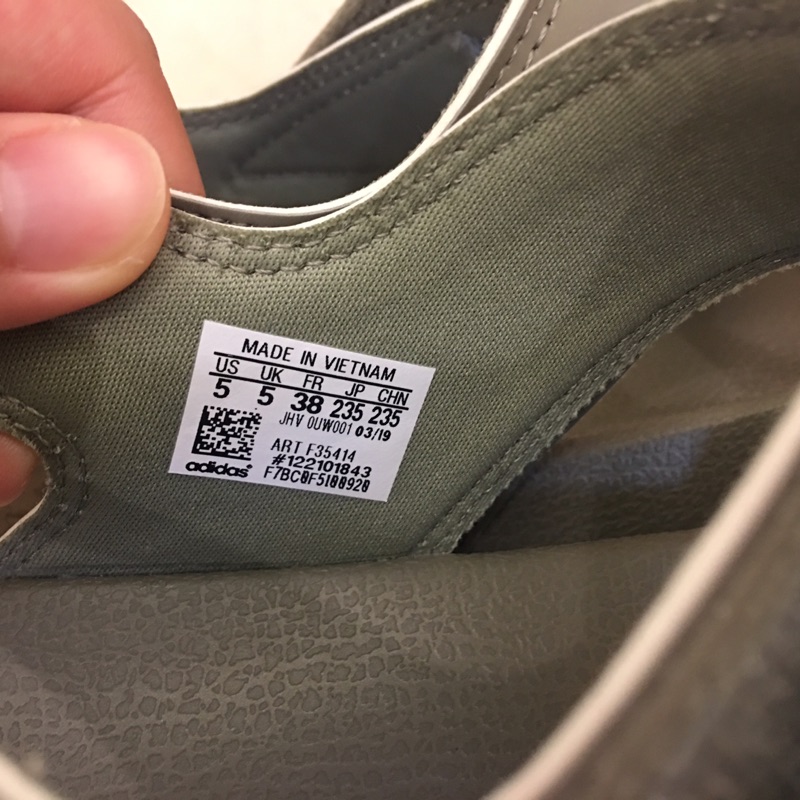 MADE IN VIETNAM
US UK FR JP CHN
5 5 38 235 235
JHV 0UW001 03/19
ART F35414
#122101843
adidas® F7BC0F5I00920